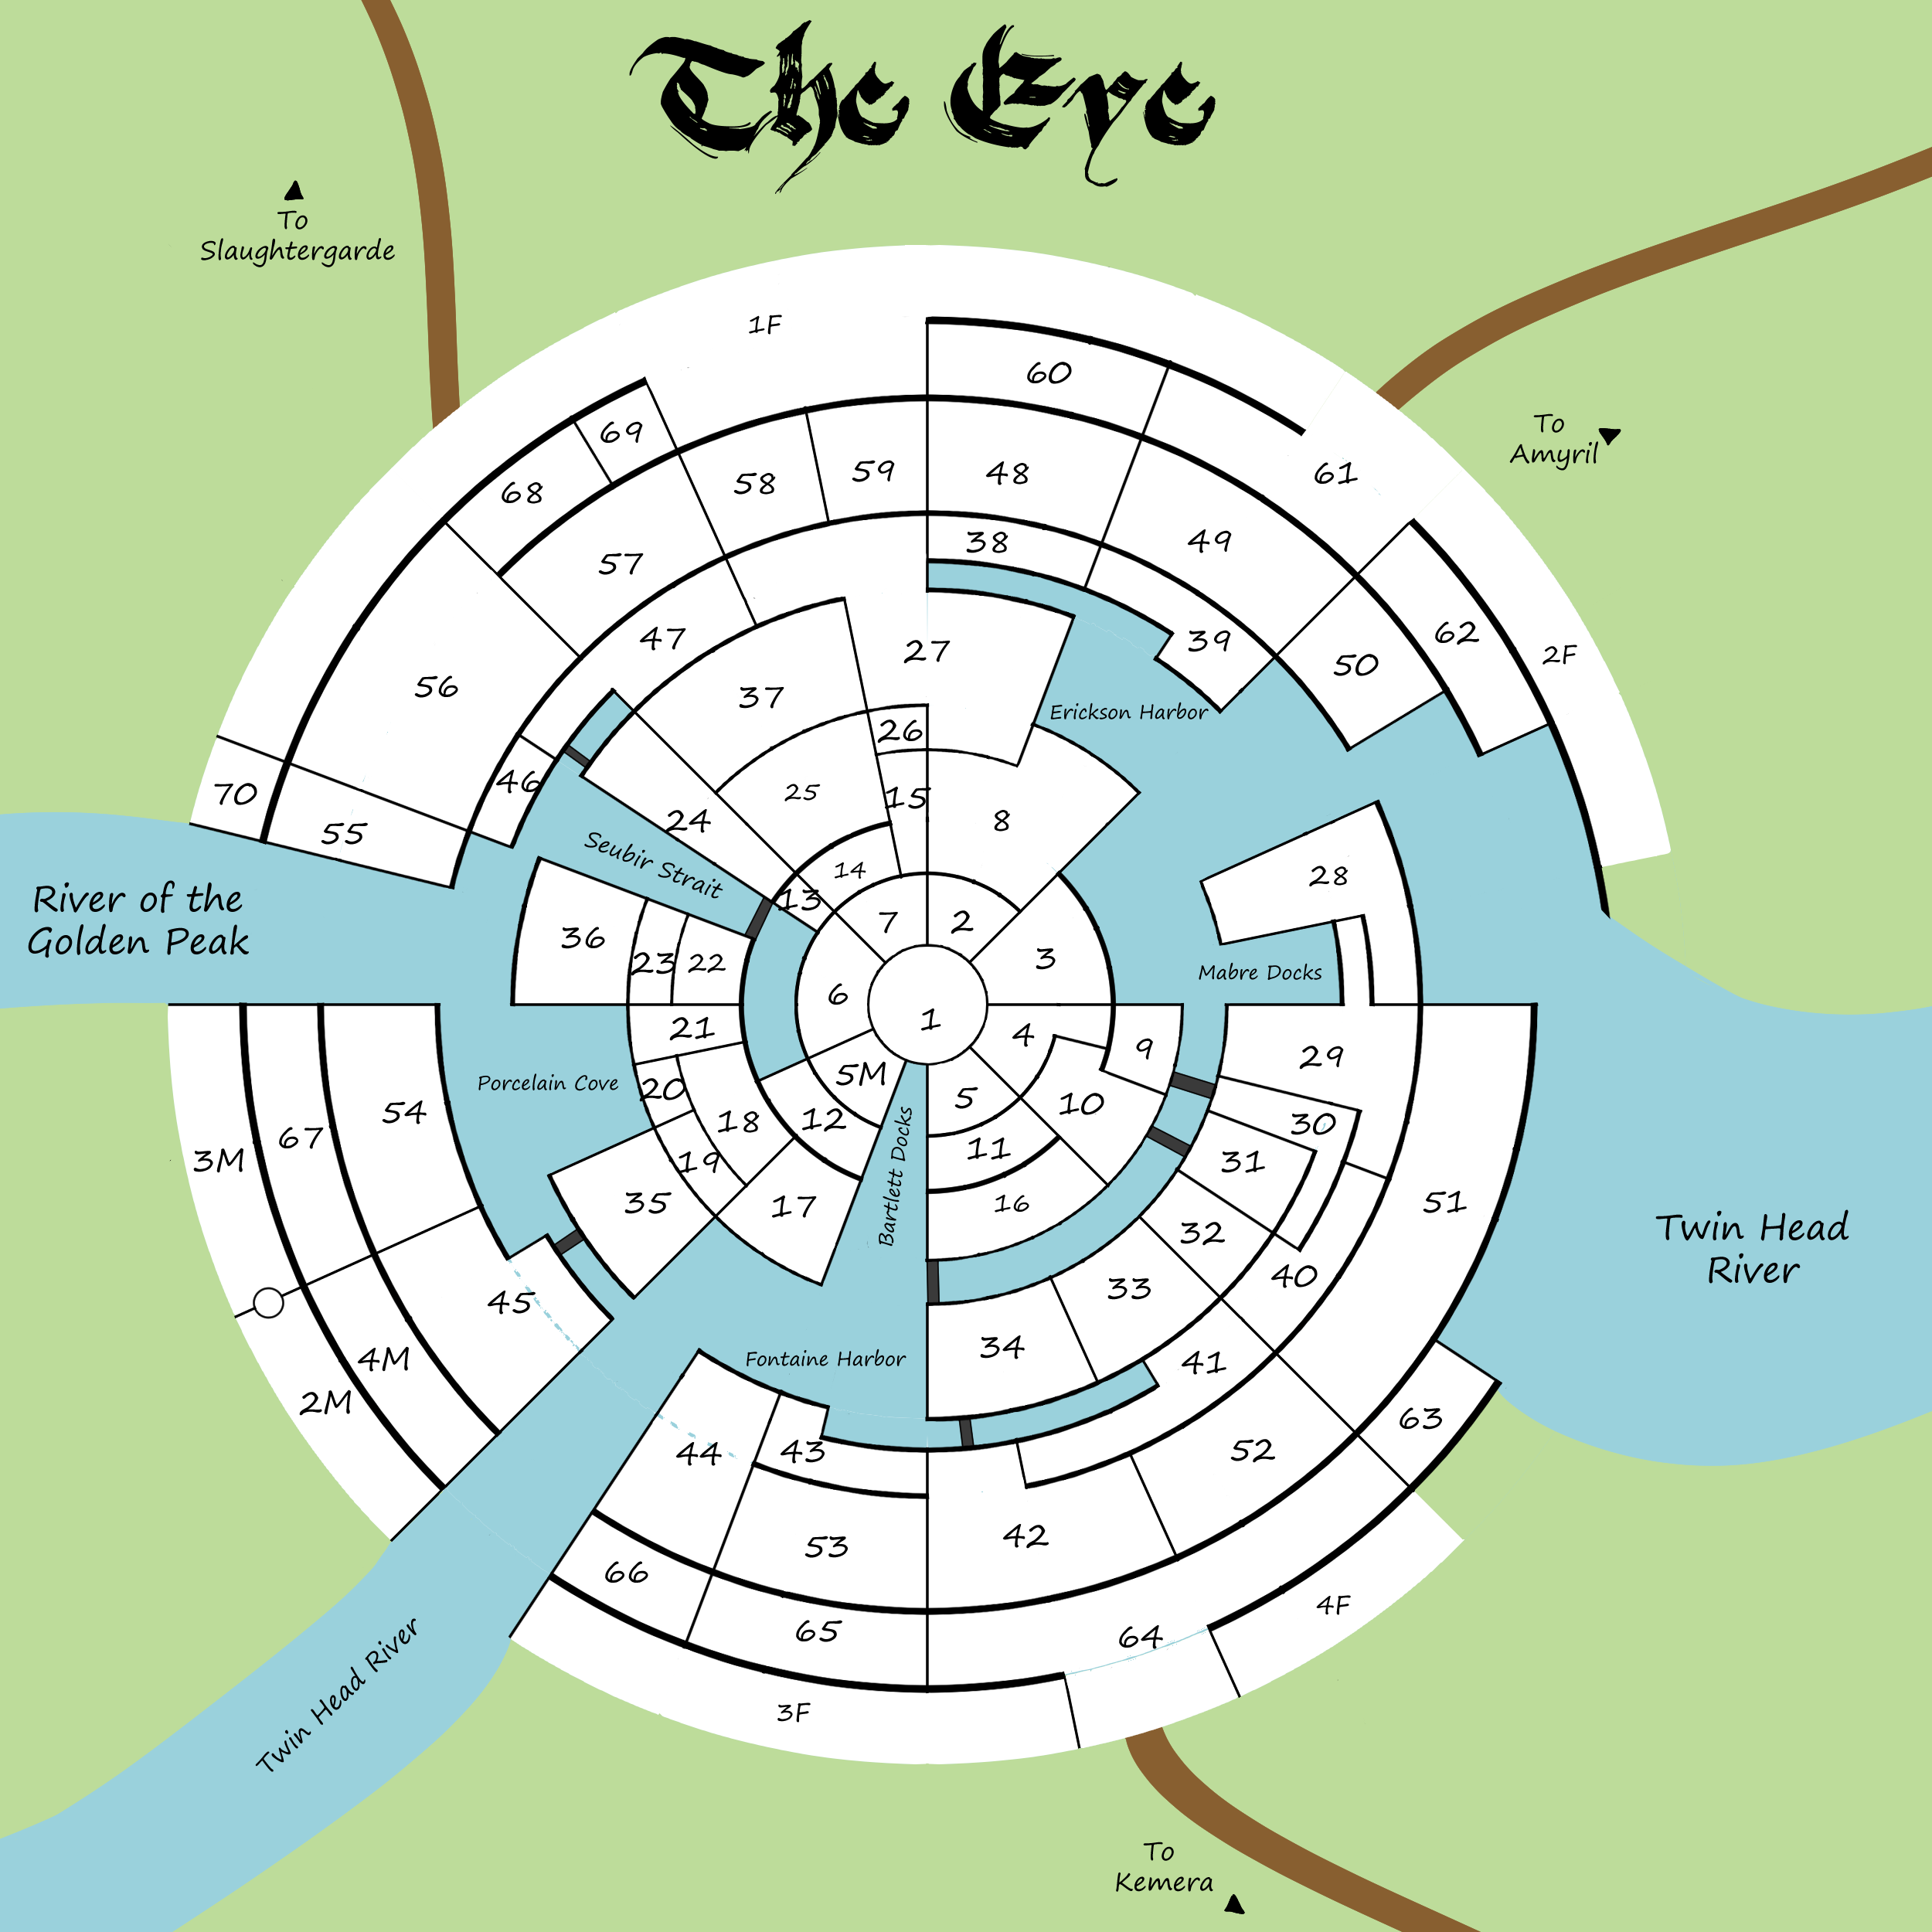 The Eye
To
Slaughtergarde
1F
60
To
Amyril
61
69
68
58
59
48
49
57
38
47
27
39
62
50
2F
56
37
Erickson Harbor
26
70
46
25
15
55
24
8
Seubir Strait
14
28
13
River of the
Golden Peak
7
2
36
23
22
3
Mabre Docks
6
1
4
21
9
29
Porcelain Cove
5M
20
5
10
54
18
12
30
67
11
3M
19
31
Bartlett Docks
35
17
16
51
32
Twin Head
River
45
33
40
34
4M
Fontaine Harbor
41
2M
44
43
52
63
53
42
66
4F
65
64
Twin Head River
3F
To
Kemera